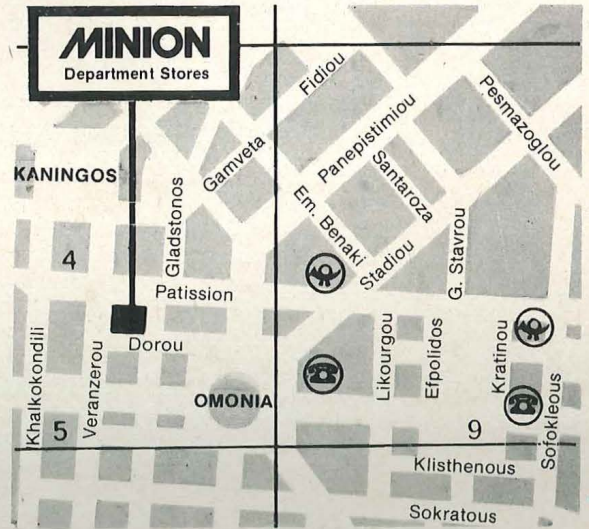 MINION
Department Stores
Fidiou
Pesmazoglou
Panepistimiou
Gamveta
Santaroza
KANINGOS
Em. Benaki
Gladstonos
Stadiou
G. Stavrou
4
Patission
Dorou
Khalkokondili
Veranzerou
Likourgou
Efpolidos
Kratinou
Sofokleous
OMONIA
5
9
Klisthenous
Sokratous